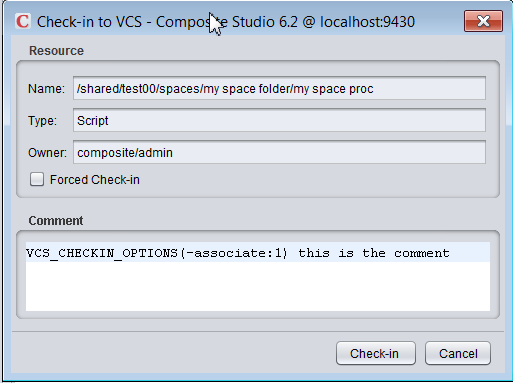 C Check-in to VCS - Composite Studio 6.2 @ localhost:9430
Resource
Name: /shared/test00/spaces/my space folder/my space proc
Type: Script
Owner: composite/admin
Forced Check-in
Comment
VCS_CHECKIN_OPTIONS(-associate:1) this is the comment
Check-in Cancel